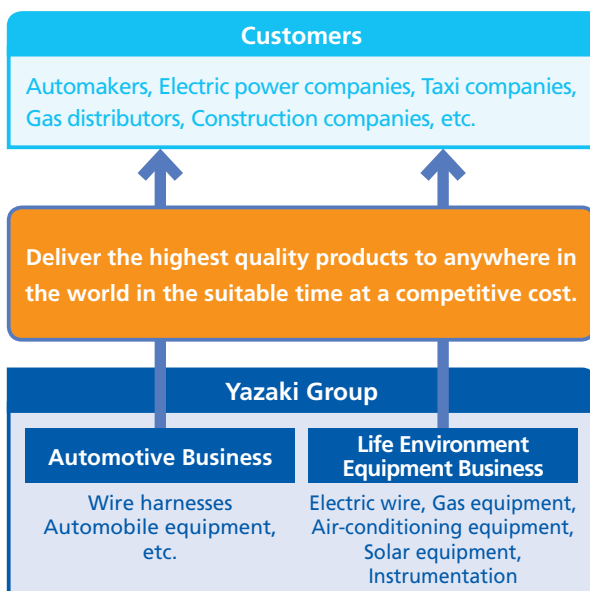 Customers
Automakers, Electric power companies, Taxi companies,
Gas distributors, Construction companies, etc.
Deliver the highest quality products to anywhere in
the world in the suitable time at a competitive cost.
Yazaki Group
Automotive Business
Wire harnesses
Automobile equipment,
etc.
Life Environment
Equipment Business
Electric wire, Gas equipment,
Air-conditioning equipment,
Solar equipment,
Instrumentation